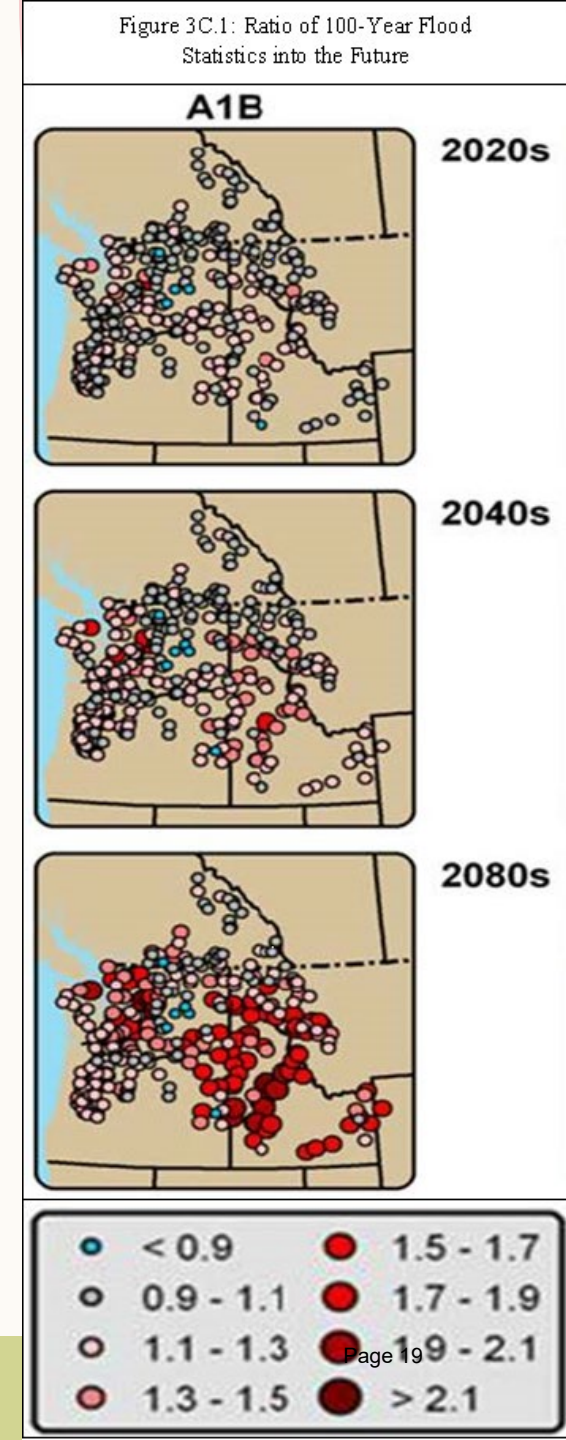 Figure 3C.1: Ratio of 100-Year Flood
Statistics into the Future
A1B
2020s
2040s
2080s
< 0.9
0.9 - 1.1
1.1 - 1.3
1.3 - 1.5
1.5 - 1.7
1.7 - 1.9
1.9 - 2.1
> 2.1
Page 19